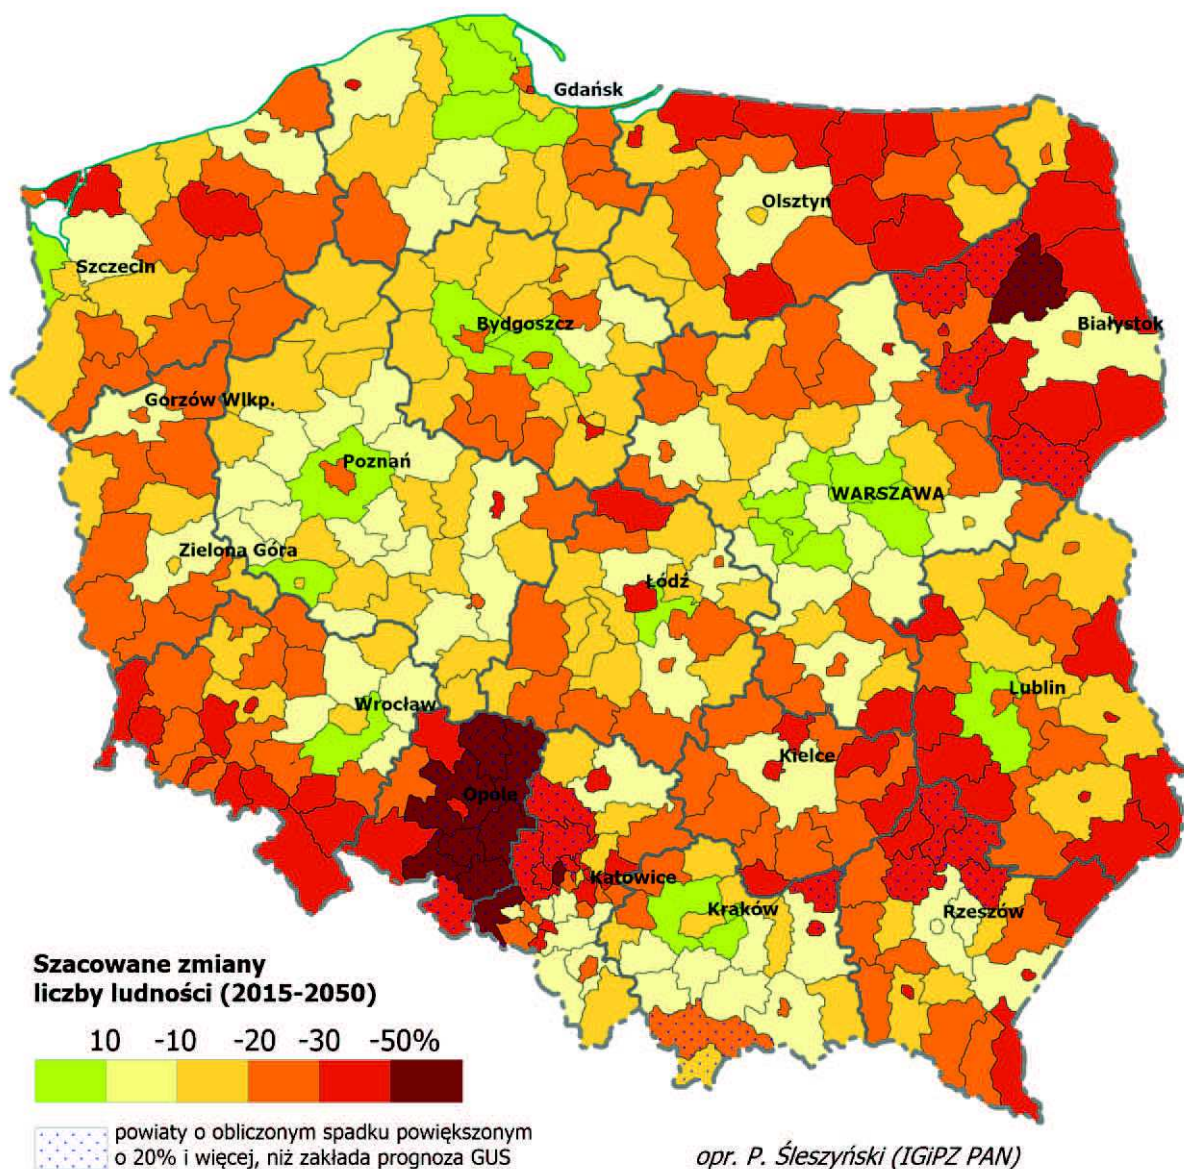 Gdańsk
Olsztyn
Szczecin
Bydgoszcz
Białystok
Gorzów Wlkp.
Poznań
WARSZAWA
Zielona Góra
Łódź
Lublin
Wrocław
Kielce
Opole
Katowice
Kraków
Rzeszów
Szacowane zmiany
liczby ludności (2015-2050)
10 -10 -20 -30 -50%
powiaty o obliczonym spadku powiększonym
o 20% i więcej, niż zakłada prognoza GUS
opr. P. Śleszyński (IGiPZ PAN)